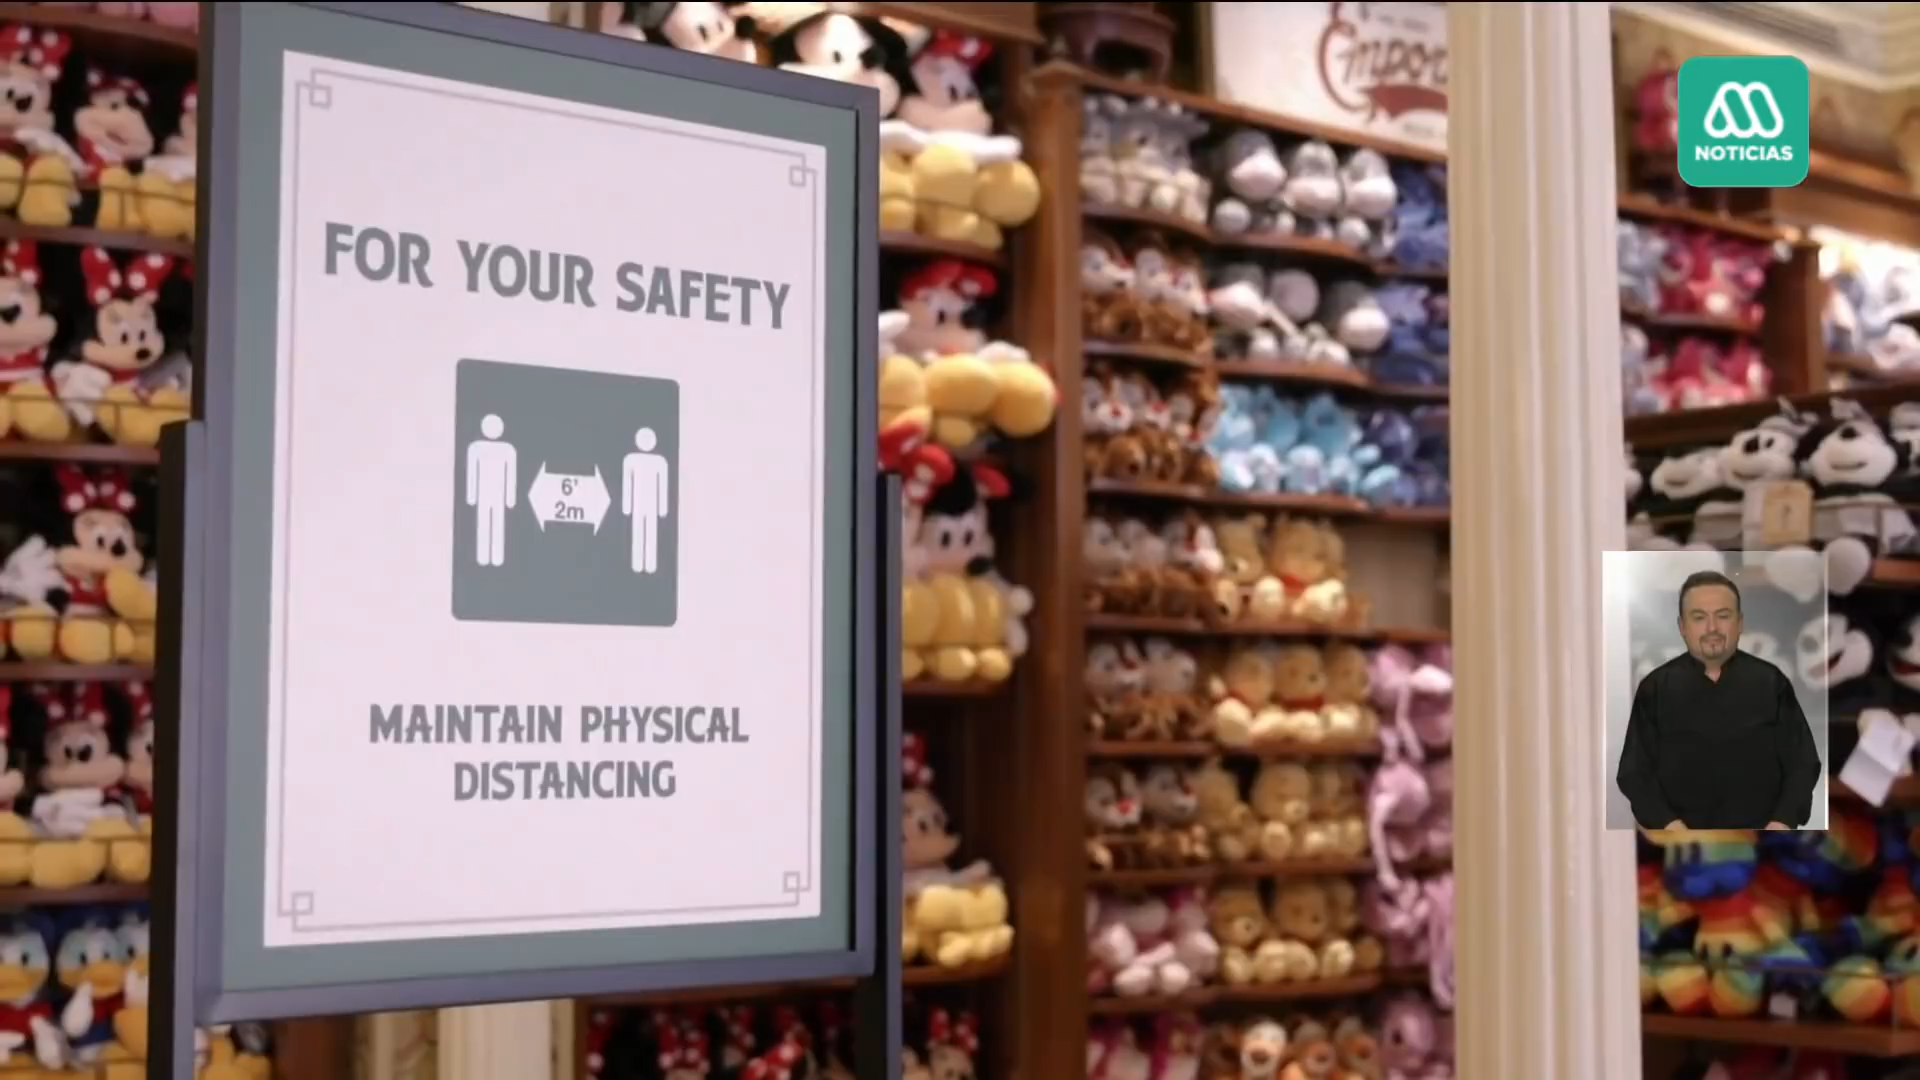 FOR YOUR SAFETY
6'
2m
MAINTAIN PHYSICAL
DISTANCING
NOTICIAS